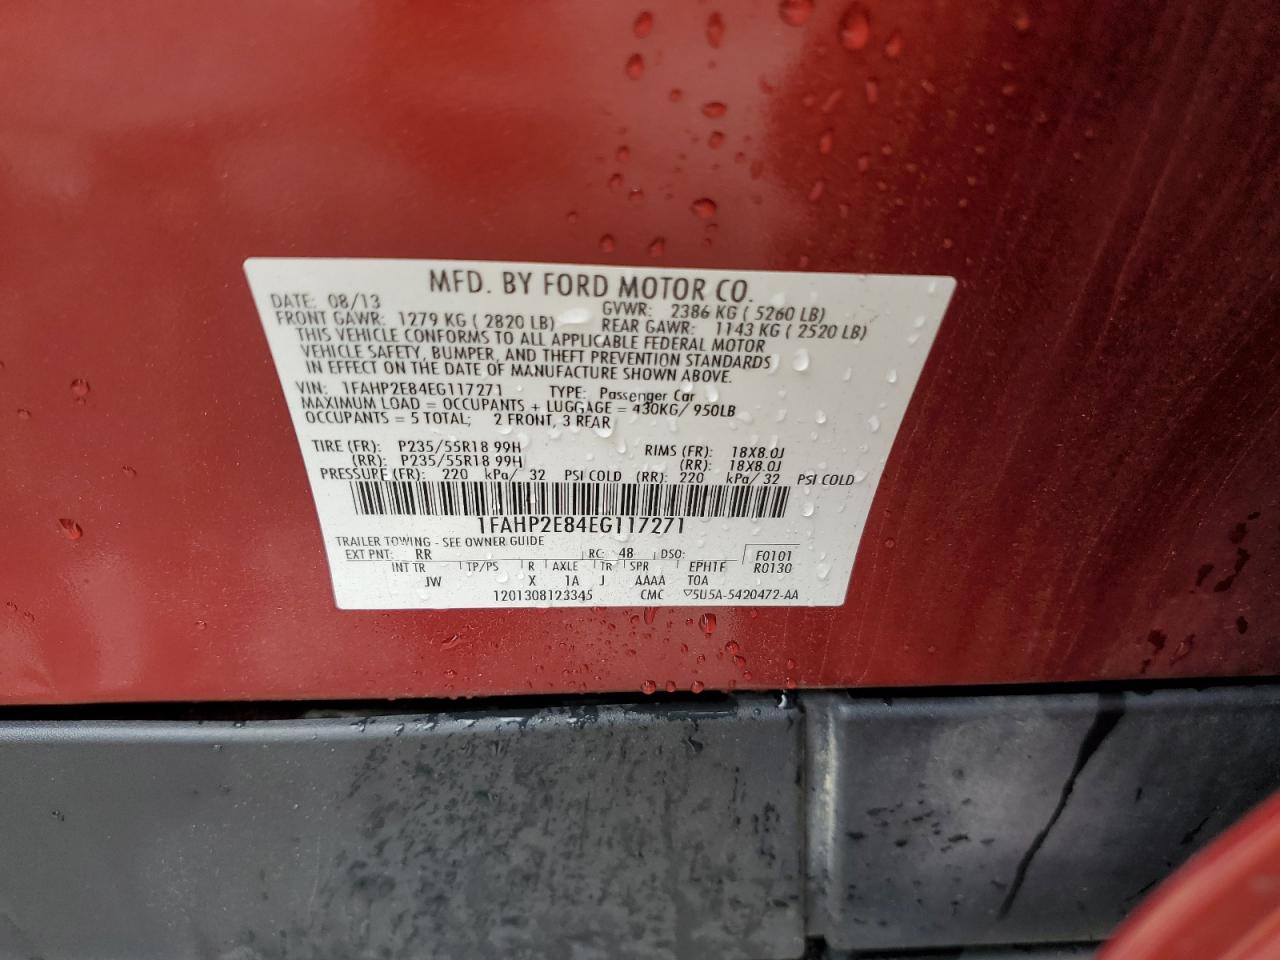 MFD. BY FORD MOTOR CO.
DATE: 08/13 GVWR: 2386 KG ( 5260 LB)
FRONT GAWR: 1279 KG ( 2820 LB) REAR GAWR: 1143 KG ( 2520 LB)
THIS VEHICLE CONFORMS TO ALL APPLICABLE FEDERAL MOTOR
VEHICLE SAFETY, BUMPER, AND THEFT PREVENTION STANDARDS
IN EFFECT ON THE DATE OF MANUFACTURE SHOWN ABOVE.
VIN: 1FAHP2E84EG117271 TYPE: Passenger Car
MAXIMUM LOAD = OCCUPANTS + LUGGAGE = 430KG/ 950LB
OCCUPANTS = 5 TOTAL; 2 FRONT, 3 REAR
TIRE (FR): P235/55R18 99H RIMS (FR): 18X8.0J
(RR): P235/55R18 99H (RR): 18X8.0J
PRESSURE (FR): 220 kPa/ 32 PSI COLD (RR): 220 kPa/ 32 PSI COLD
1FAHP2E84EG117271
TRAILER TOWING - SEE OWNER GUIDE
EXT PNT: RR RC: 48 DSO: F0101
INT TR TP/PS R AXLE TR SPR EPH1F R0130
JW X 1A J AAAA T0A
1201308123345 CMC ▽5U5A-5420472-AA